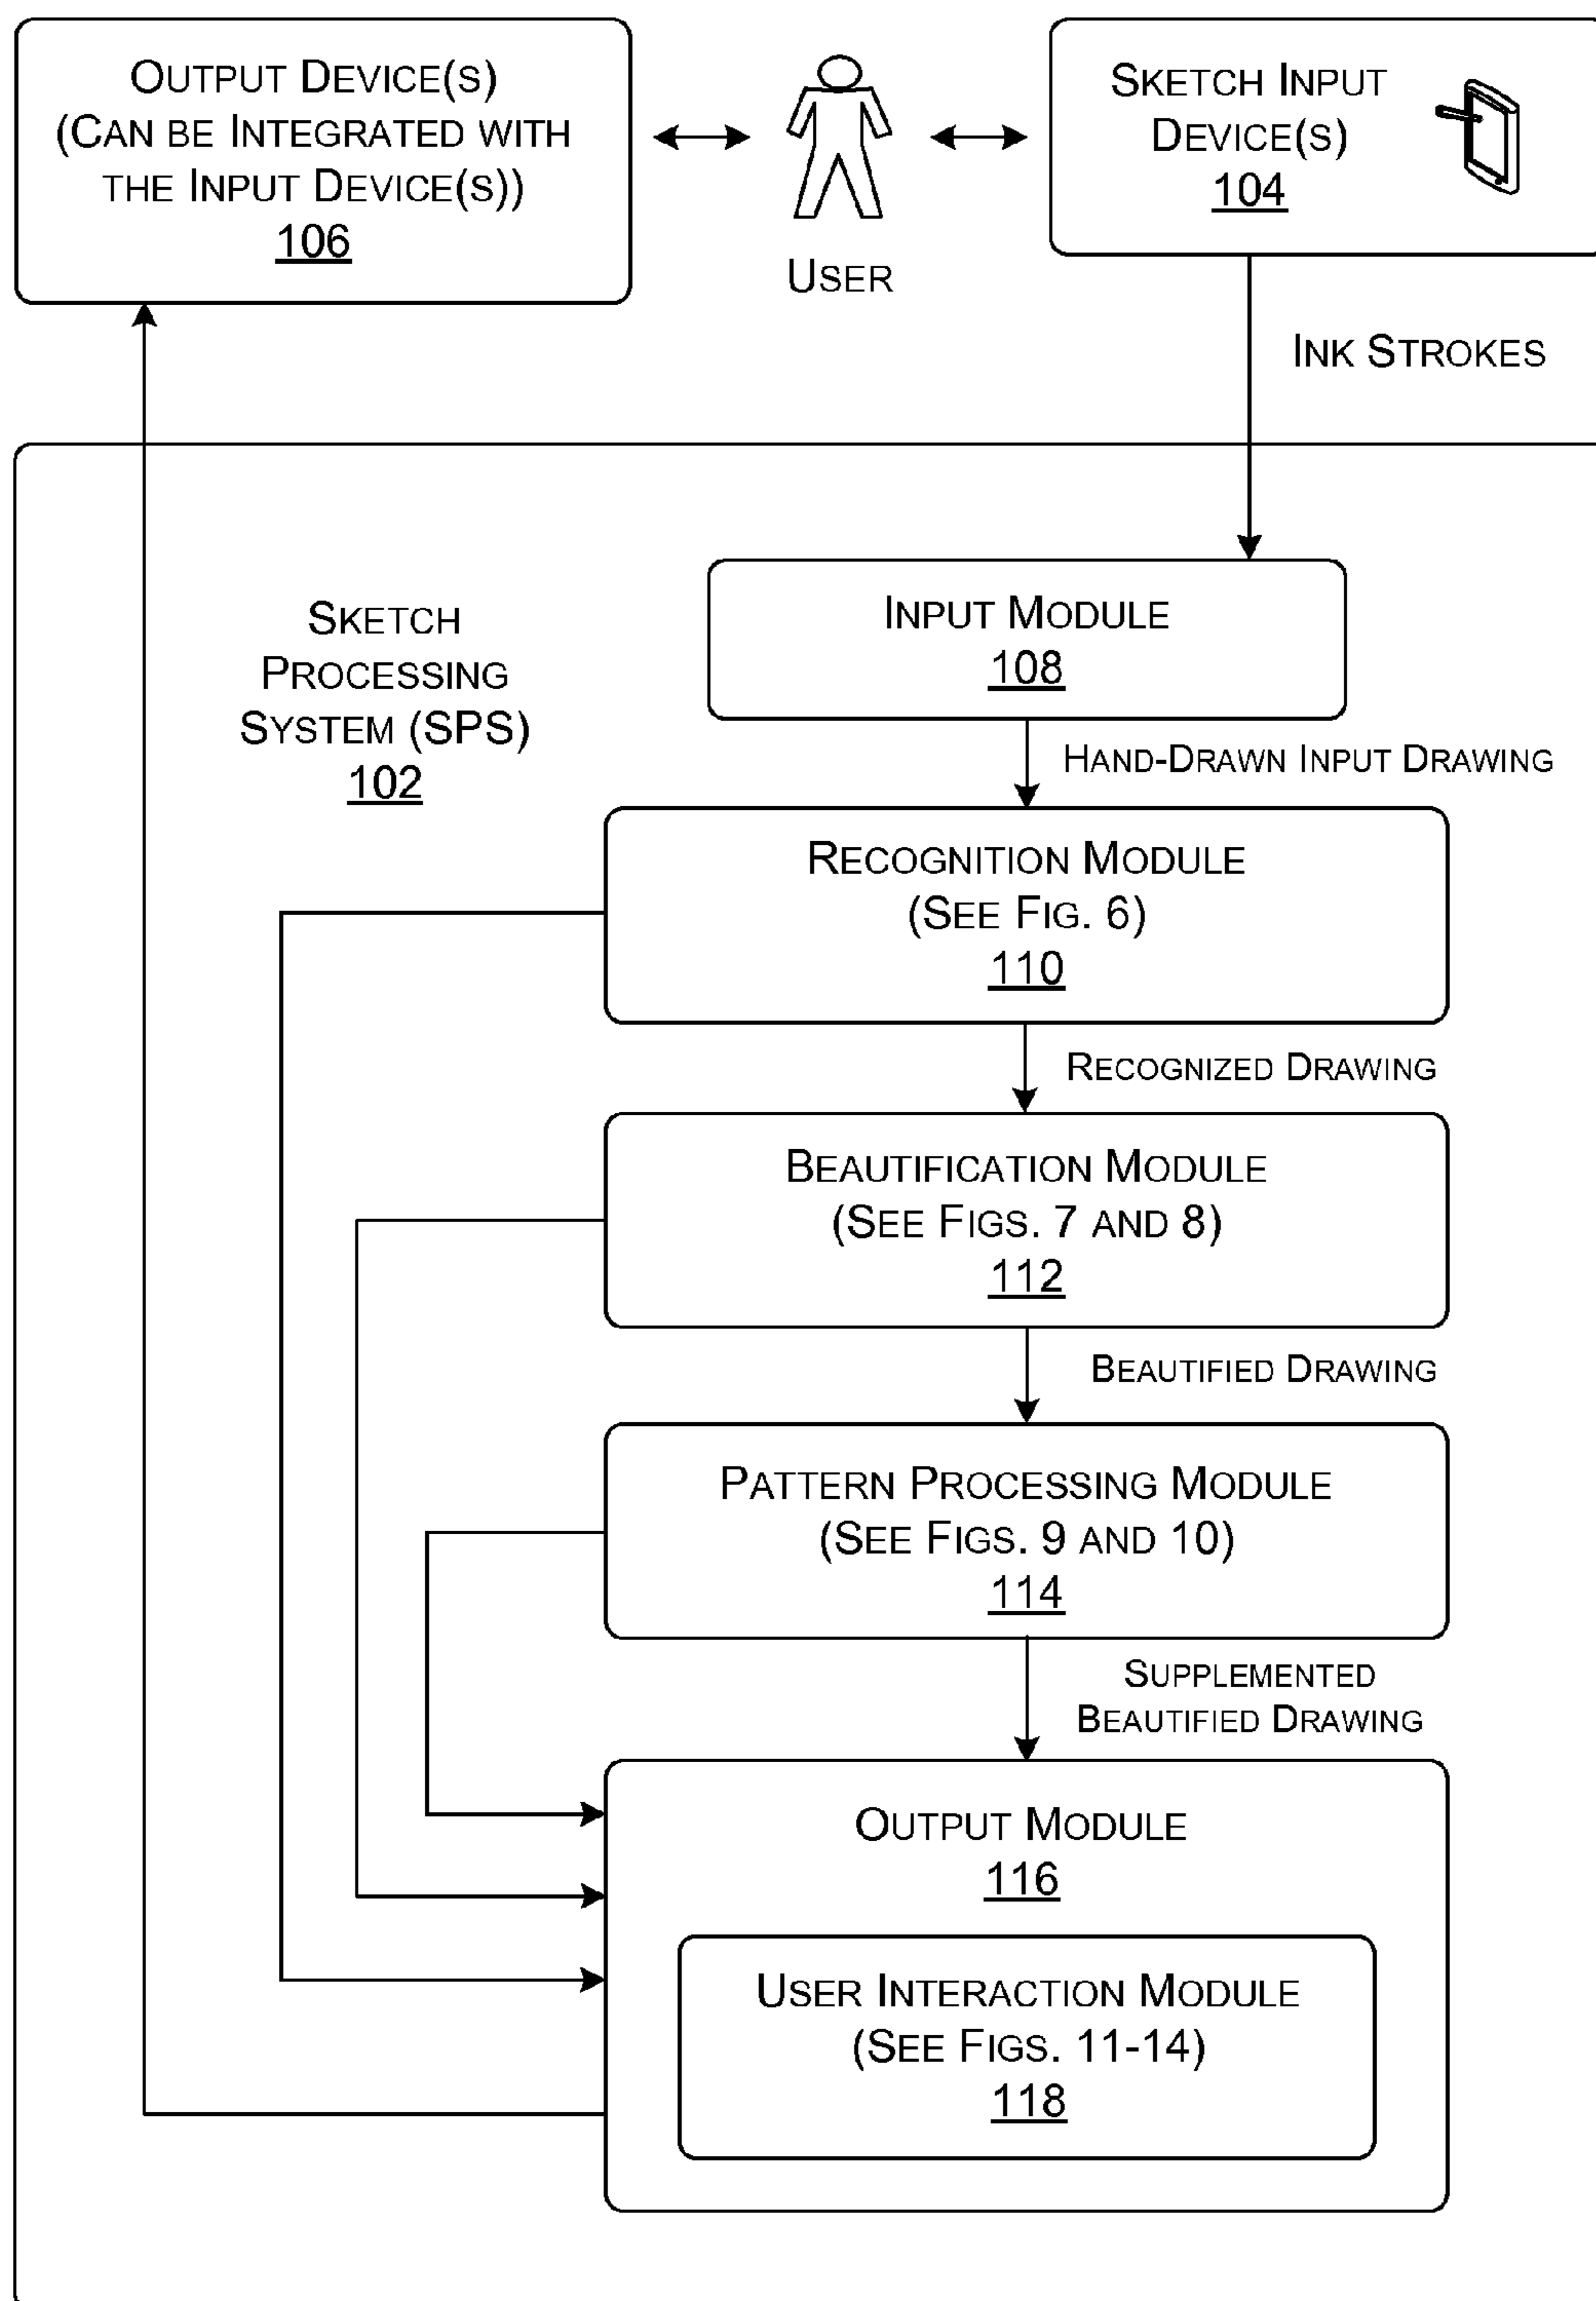 OUTPUT DEVICE(S)
(CAN BE INTEGRATED WITH
THE INPUT DEVICE(S))
106
USER
SKETCH INPUT
DEVICE(S)
104
INK STROKES
SKETCH
PROCESSING
SYSTEM (SPS)
102
INPUT MODULE
108
HAND-DRAWN INPUT DRAWING
RECOGNITION MODULE
(SEE FIG. 6)
110
RECOGNIZED DRAWING
BEAUTIFICATION MODULE
(SEE FIGS. 7 AND 8)
112
BEAUTIFIED DRAWING
PATTERN PROCESSING MODULE
(SEE FIGS. 9 AND 10)
114
SUPPLEMENTED
BEAUTIFIED DRAWING
OUTPUT MODULE
116
USER INTERACTION MODULE
(SEE FIGS. 11-14)
118